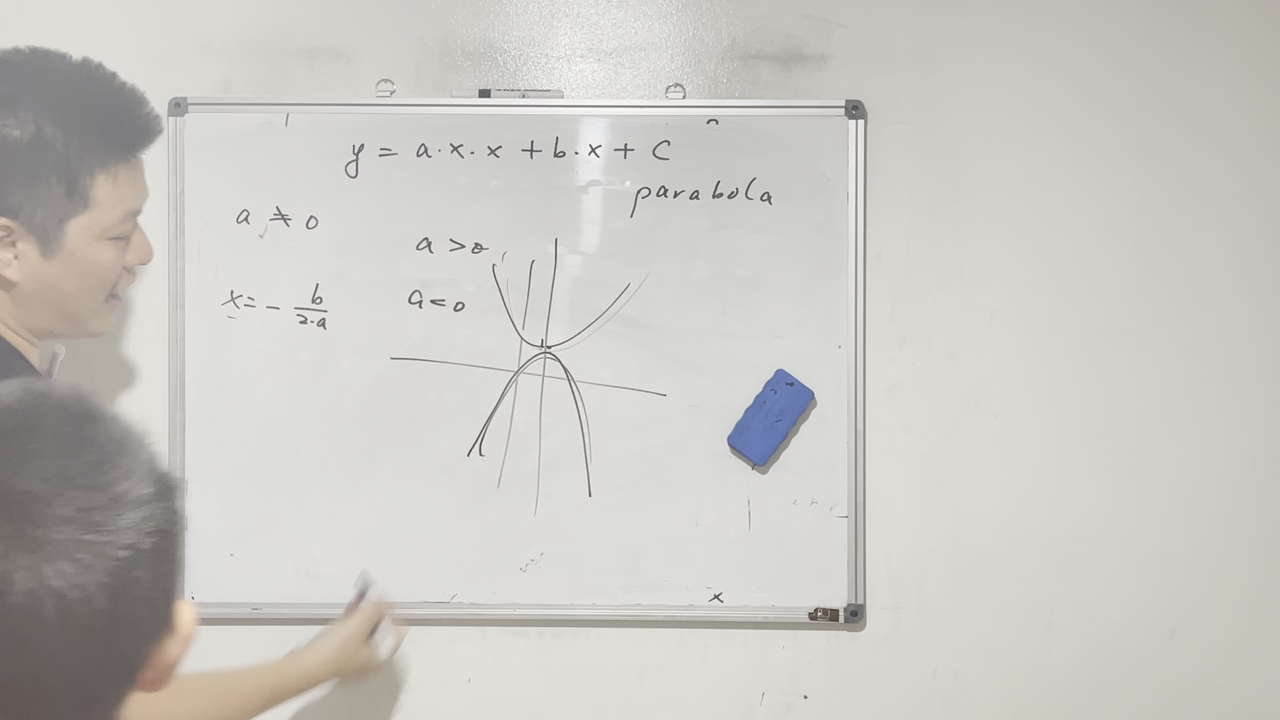 y = a·x·x + b·x + c
parabola
a ≠ 0
a > 0
x = - b/2·a
a < 0
x